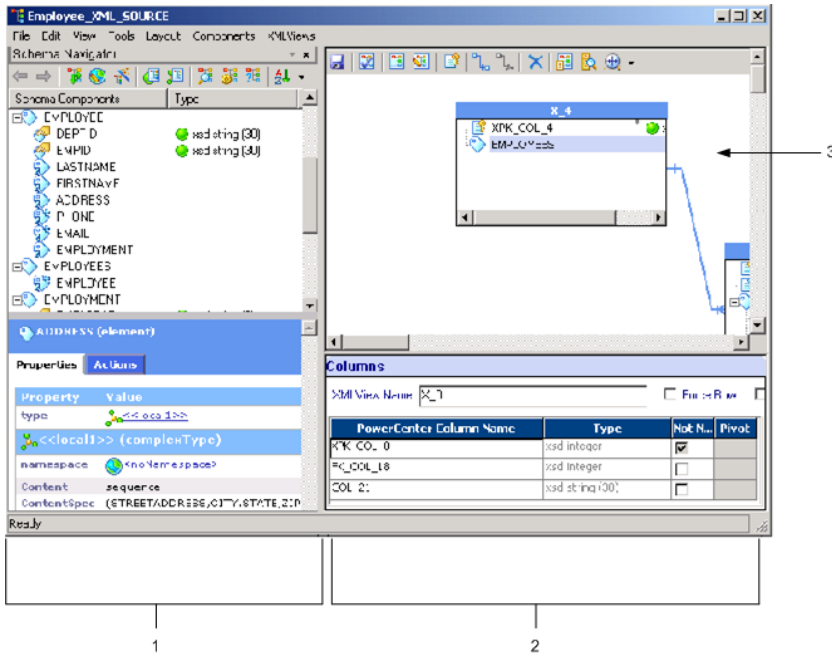 Employee_XML_SOURCE
File Edit View Tools Layout Components XMLViews
Schema Navigator
Schema Components Type
EMPLOYEE
DEPTID xsd string (30)
EMPID xsd string (30)
LASTNAME
FIRSTNAME
ADDRESS
PHONE
EMAIL
EMPLOYMENT
EMPLOYEES
EMPLOYEE
EMPLOYMENT
ADDRESS (element)
Properties Actions
Property Value
type <<local1>>
<<local1>> (complexType)
namespace <noNamespace>
Content sequence
ContentSpec (STREETADDRESS,CITY,STATE,ZIP
Ready
X_4
XPK_COL_4
EMPLOYEES
3
Columns
XML View Name
PowerCenter Column Name Type Not N... Pivot
XPK_COL_0 xsd integer
FK_COL_18 xsd integer
COL_21 xsd string (30)
1
2